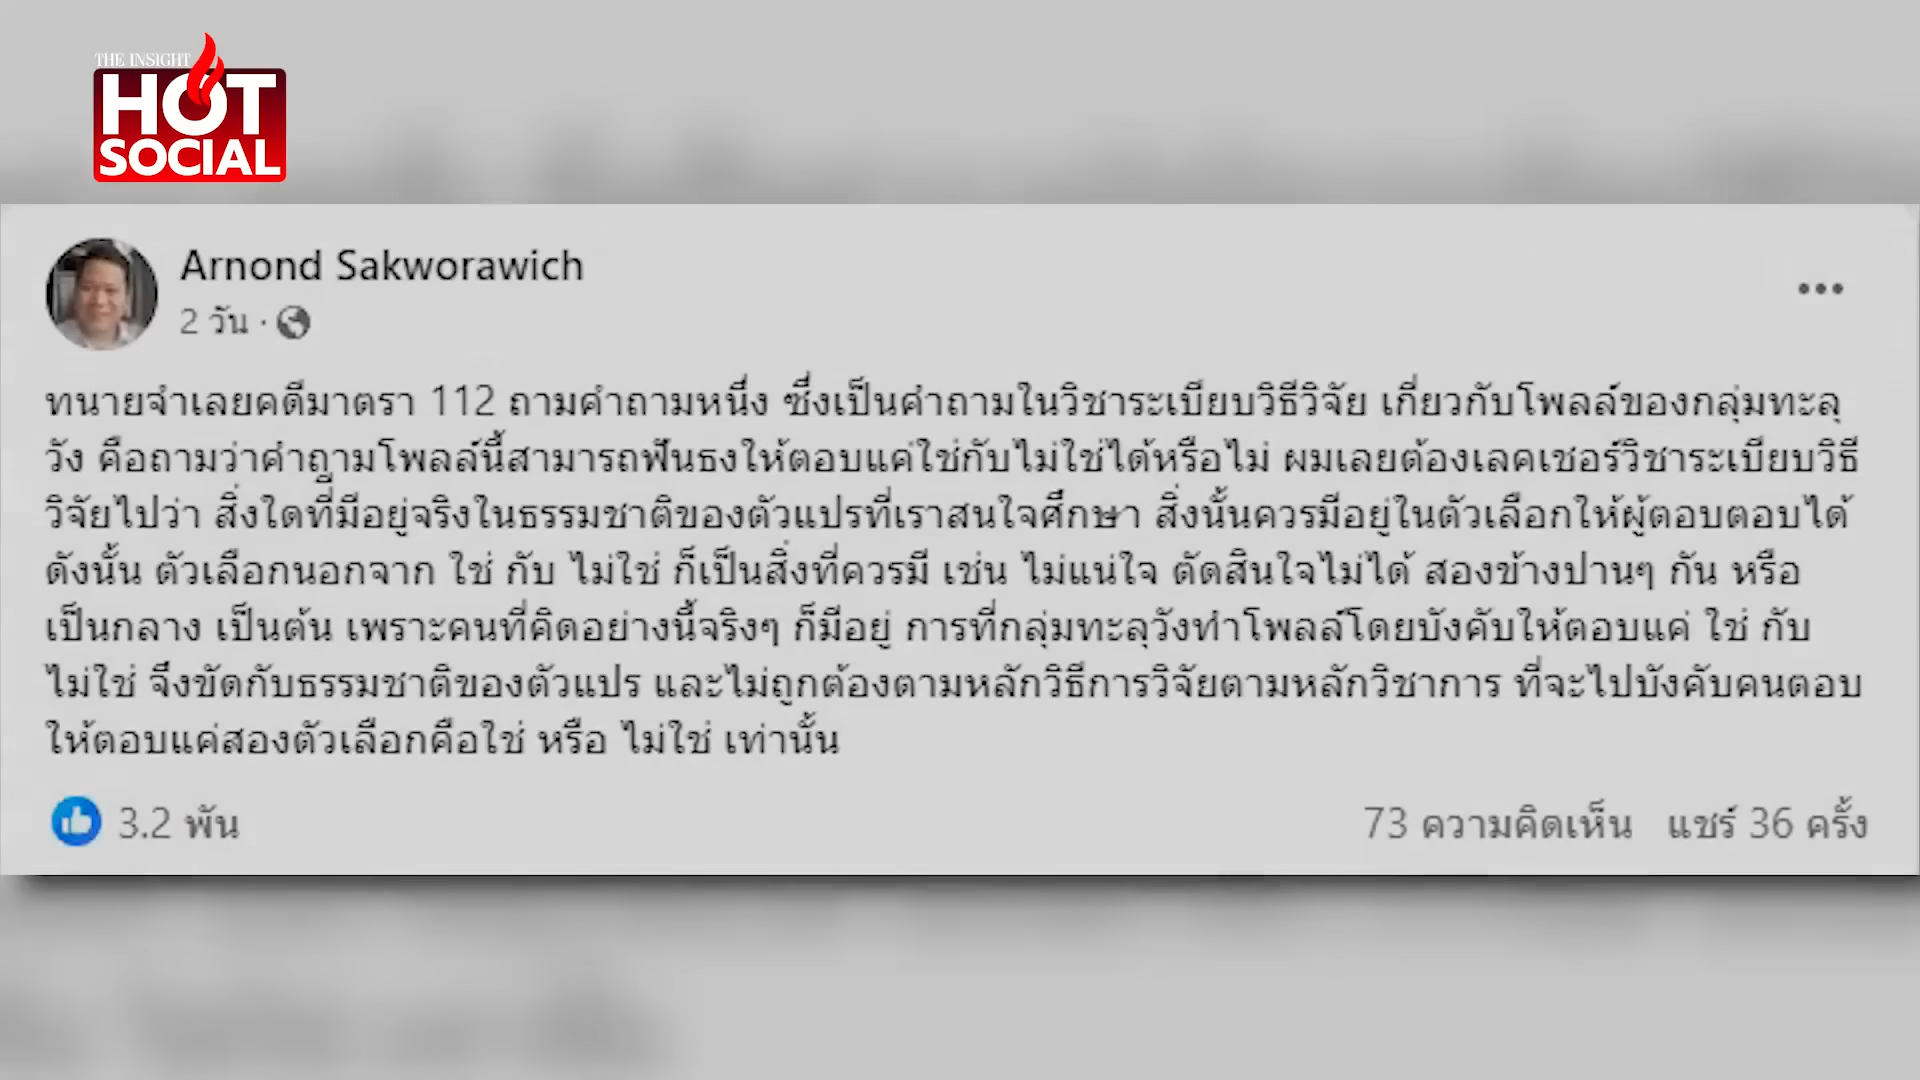 THE INSIGHT
HOT
SOCIAL
Arnond Sakworawich
2 วัน ·
ทนายจำเลยคดีมาตรา 112 ถามคำถามหนึ่ง ซึ่งเป็นคำถามในวิชาระเบียบวิธีวิจัย เกี่ยวกับโพลล์ของกลุ่มทะลุ
วัง คือถามว่าคำถามโพลล์นี้สามารถฟันธงให้ตอบแค่ใช่กับไม่ใช่ได้หรือไม่ ผมเลยต้องเลคเชอร์วิชาระเบียบวิธี
วิจัยไปว่า สิ่งใดที่มีอยู่จริงในธรรมชาติของตัวแปรที่เราสนใจศึกษา สิ่งนั้นควรมีอยู่ในตัวเลือกให้ผู้ตอบตอบได้
ดังนั้น ตัวเลือกนอกจาก ใช่ กับ ไม่ใช่ ก็เป็นสิ่งที่ควรมี เช่น ไม่แน่ใจ ตัดสินใจไม่ได้ สองข้างปานๆ กัน หรือ
เป็นกลาง เป็นต้น เพราะคนที่คิดอย่างนี้จริงๆ ก็มีอยู่ การที่กลุ่มทะลุวังทำโพลล์โดยบังคับให้ตอบแค่ ใช่ กับ
ไม่ใช่ จึงขัดกับธรรมชาติของตัวแปร และไม่ถูกต้องตามหลักวิธีการวิจัยตามหลักวิชาการ ที่จะไปบังคับคนตอบ
ให้ตอบแค่สองตัวเลือกคือใช่ หรือ ไม่ใช่ เท่านั้น
3.2 พัน
73 ความคิดเห็น แชร์ 36 ครั้ง